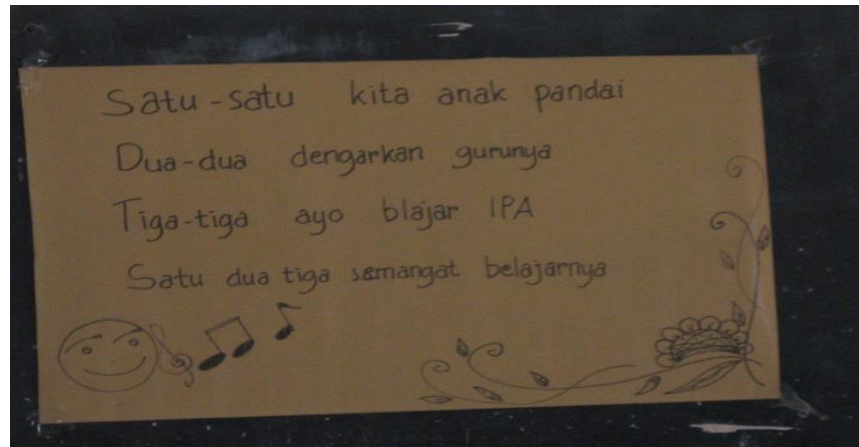 Satu-satu kita anak pandai
Dua-dua dengarkan gurunya
Tiga-tiga ayo blajar IPA
Satu dua tiga semangat belajarnya